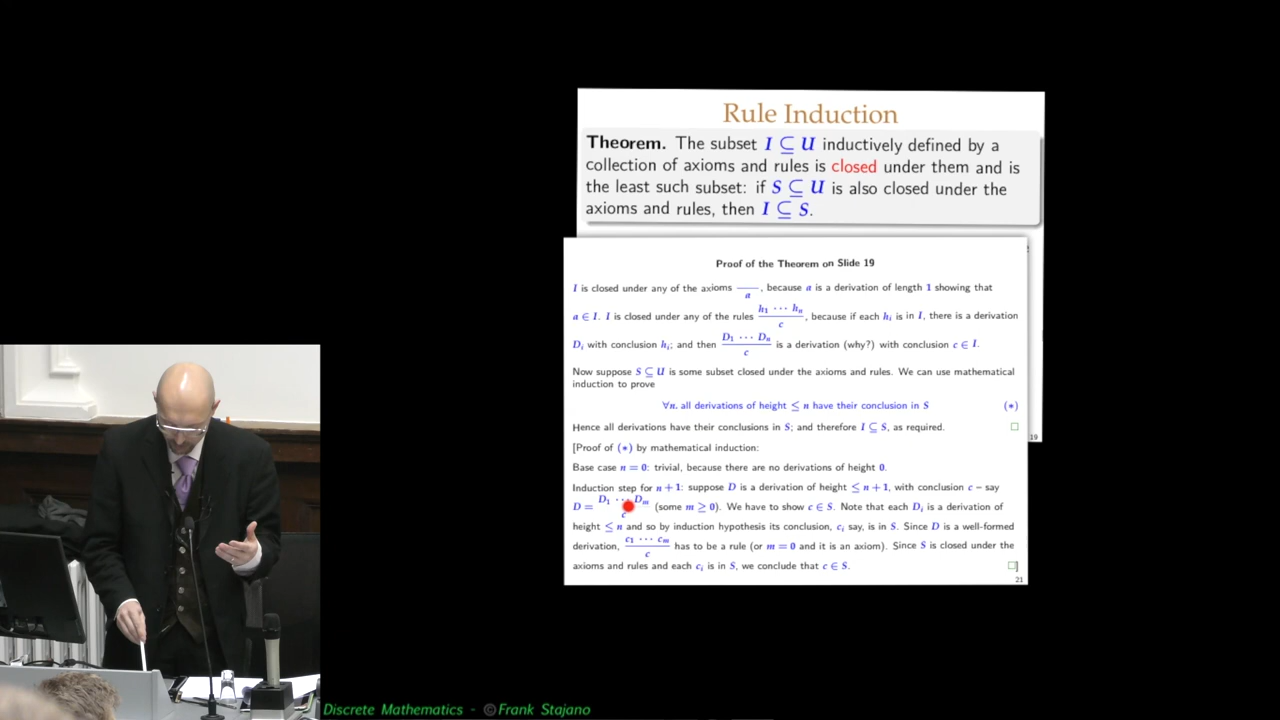 Rule Induction
Theorem. The subset I ⊆ U inductively defined by a
collection of axioms and rules is closed under them and is
the least such subset: if S ⊆ U is also closed under the
axioms and rules, then I ⊆ S.
Proof of the Theorem on Slide 19
I is closed under any of the axioms ―/a, because a is a derivation of length 1 showing that
a ∈ I. I is closed under any of the rules h₁ ··· hₙ / c, because if each hᵢ is in I, there is a derivation
Dᵢ with conclusion hᵢ; and then D₁ ··· Dₙ / c is a derivation (why?) with conclusion c ∈ I.
Now suppose S ⊆ U is some subset closed under the axioms and rules. We can use mathematical
induction to prove
∀n. all derivations of height ≤ n have their conclusion in S (∗)
Hence all derivations have their conclusions in S; and therefore I ⊆ S, as required. □
19
[Proof of (∗) by mathematical induction:
Base case n = 0: trivial, because there are no derivations of height 0.
Induction step for n + 1: suppose D is a derivation of height ≤ n + 1, with conclusion c – say
D = D₁ ··· Dₘ / c (some m ≥ 0). We have to show c ∈ S. Note that each Dᵢ is a derivation of
height ≤ n and so by induction hypothesis its conclusion, cᵢ say, is in S. Since D is a well-formed
derivation, c₁ ··· cₘ / c has to be a rule (or m = 0 and it is an axiom). Since S is closed under the
axioms and rules and each cᵢ is in S, we conclude that c ∈ S. □]
21
Discrete Mathematics - ©Frank Stajano